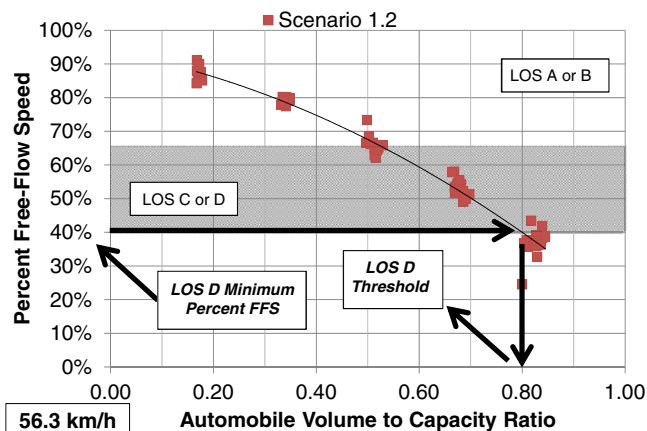 Scenario 1.2
Percent Free-Flow Speed
100%
90%
80%
70%
60%
50%
40%
30%
20%
10%
0%
LOS A or B
LOS C or D
LOS D Minimum
Percent FFS
LOS D
Threshold
0.00 0.20 0.40 0.60 0.80 1.00
56.3 km/h
Automobile Volume to Capacity Ratio